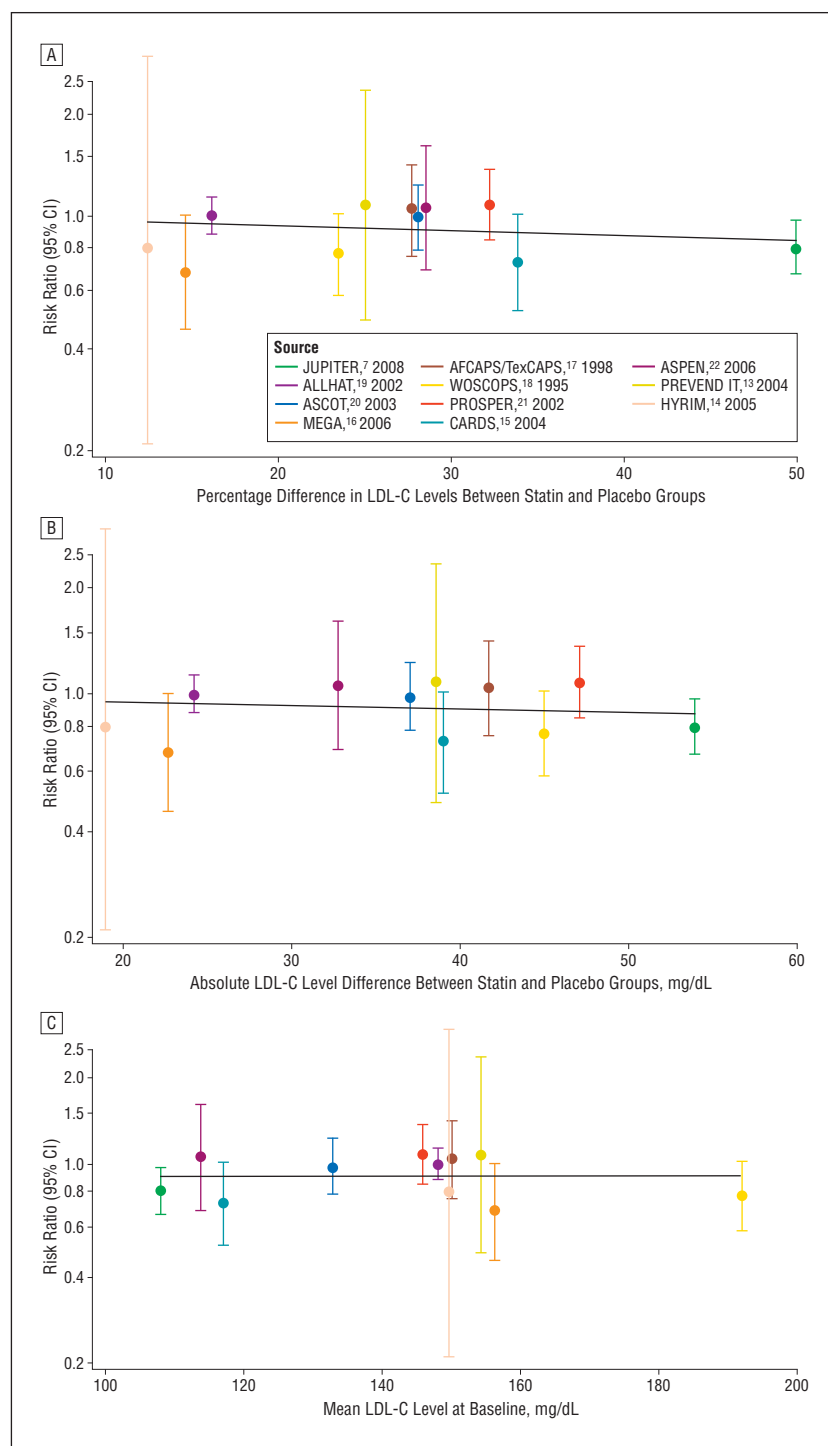 A
2.5
2.0
1.5
1.0
0.8
0.6
0.4
0.2
Risk Ratio (95% CI)
Source
JUPITER,7 2008
ALLHAT,19 2002
ASCOT,20 2003
MEGA,16 2006
AFCAPS/TexCAPS,17 1998
WOSCOPS,18 1995
PROSPER,21 2002
CARDS,15 2004
ASPEN,22 2006
PREVEND IT,13 2004
HYRIM,14 2005
10 20 30 40 50
Percentage Difference in LDL-C Levels Between Statin and Placebo Groups
B
2.5
2.0
1.5
1.0
0.8
0.6
0.4
0.2
Risk Ratio (95% CI)
20 30 40 50 60
Absolute LDL-C Level Difference Between Statin and Placebo Groups, mg/dL
C
2.5
2.0
1.5
1.0
0.8
0.6
0.4
0.2
Risk Ratio (95% CI)
100 120 140 160 180 200
Mean LDL-C Level at Baseline, mg/dL